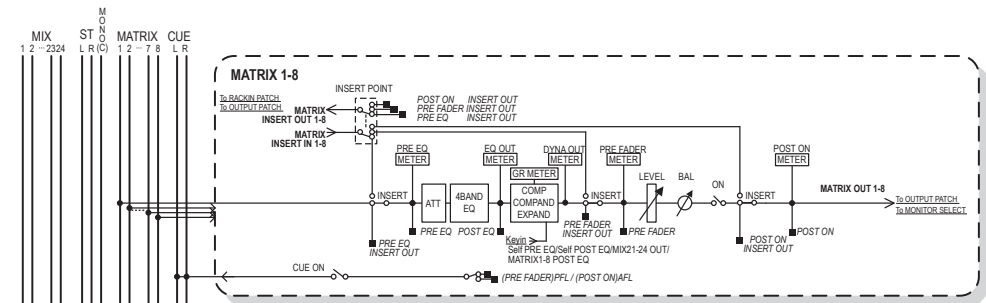 MIX
ST
MONO(C)
MATRIX
CUE
1 2 ··· 2324
L R
1 2 ··· 7 8
L R
MATRIX 1-8
INSERT POINT
To RACKIN PATCH
To OUTPUT PATCH
MATRIX
INSERT OUT 1-8
MATRIX
INSERT IN 1-8
POST ON INSERT OUT
PRE FADER INSERT OUT
PRE EQ INSERT OUT
PRE EQ
METER
EQ OUT
METER
DYNA OUT
METER
PRE FADER
METER
POST ON
METER
GR METER
LEVEL
BAL
ON
INSERT
ATT
4BAND
EQ
COMP
COMPAND
EXPAND
INSERT
INSERT
MATRIX OUT 1-8
To OUTPUT PATCH
To MONITOR SELECT
PRE EQ
INSERT OUT
PRE EQ
POST EQ
PRE FADER
INSERT OUT
PRE FADER
POST ON
INSERT OUT
POST ON
Keyin
Self PRE EQ/Self POST EQ/MIX21-24 OUT/
MATRIX1-8 POST EQ
CUE ON
(PRE FADER)PFL / (POST ON)AFL